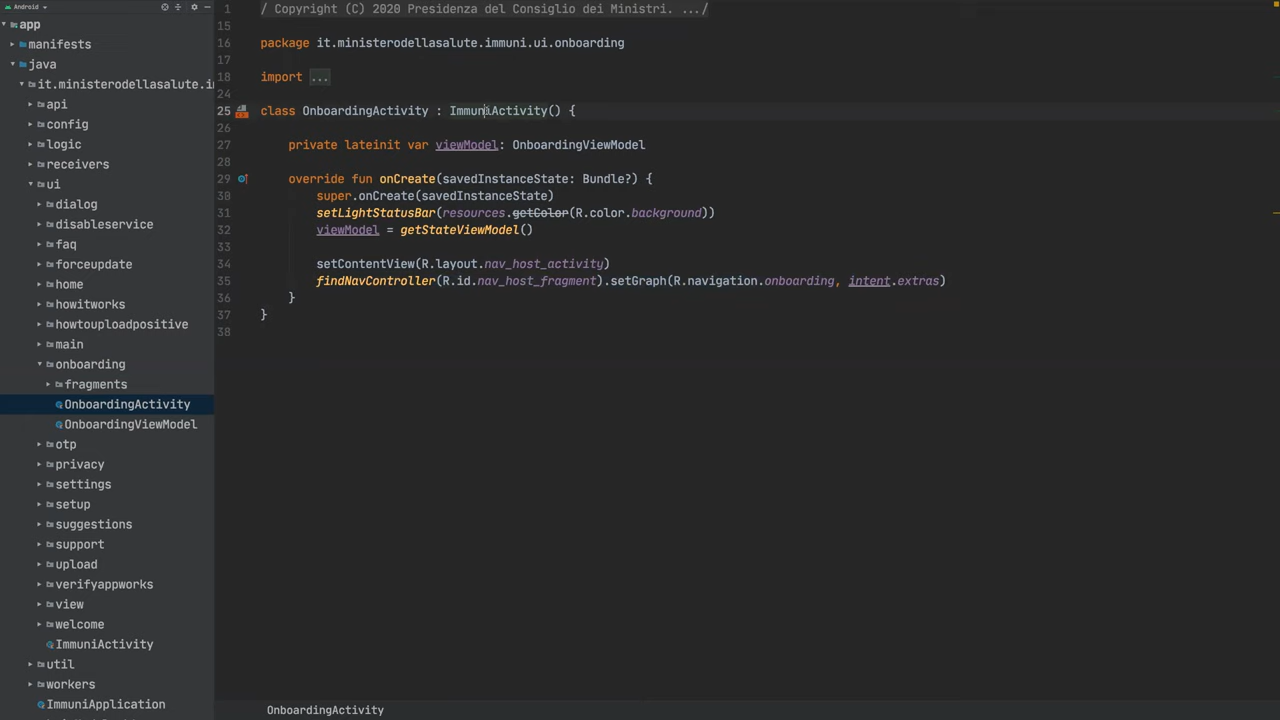 Android
app
manifests
java
it.ministerodellasalute.i
api
config
logic
receivers
ui
dialog
disableservice
faq
forceupdate
home
howitworks
howtouploadpositive
main
onboarding
fragments
OnboardingActivity
OnboardingViewModel
otp
privacy
settings
setup
suggestions
support
upload
verifyappworks
view
welcome
ImmuniActivity
util
workers
ImmuniApplication
1 / Copyright (C) 2020 Presidenza del Consiglio dei Ministri. .../
15
16 package it.ministerodellasalute.immuni.ui.onboarding
17
18 import ...
24
25 class OnboardingActivity : ImmuniActivity() {
26
27 private lateinit var viewModel: OnboardingViewModel
28
29 override fun onCreate(savedInstanceState: Bundle?) {
30 super.onCreate(savedInstanceState)
31 setLightStatusBar(resources.getColor(R.color.background))
32 viewModel = getStateViewModel()
33
34 setContentView(R.layout.nav_host_activity)
35 findNavController(R.id.nav_host_fragment).setGraph(R.navigation.onboarding, intent.extras)
36 }
37 }
38
OnboardingActivity